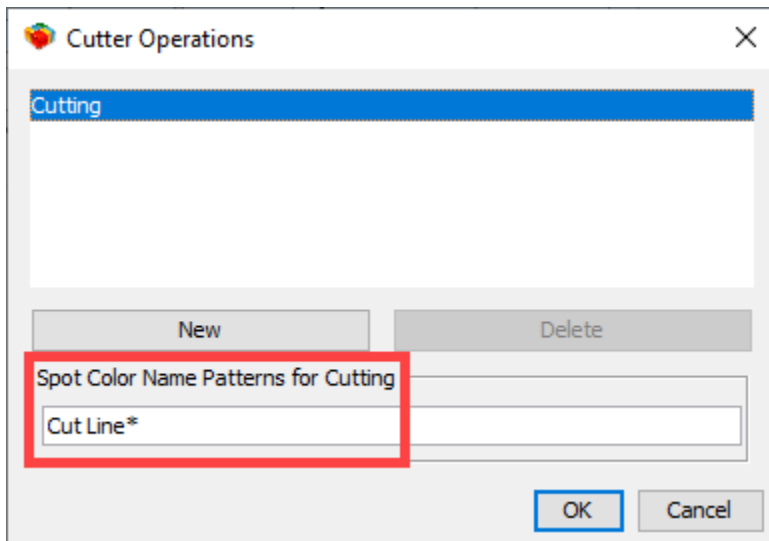 Cutter Operations
Cutting
New
Delete
Spot Color Name Patterns for Cutting
Cut Line*
OK
Cancel